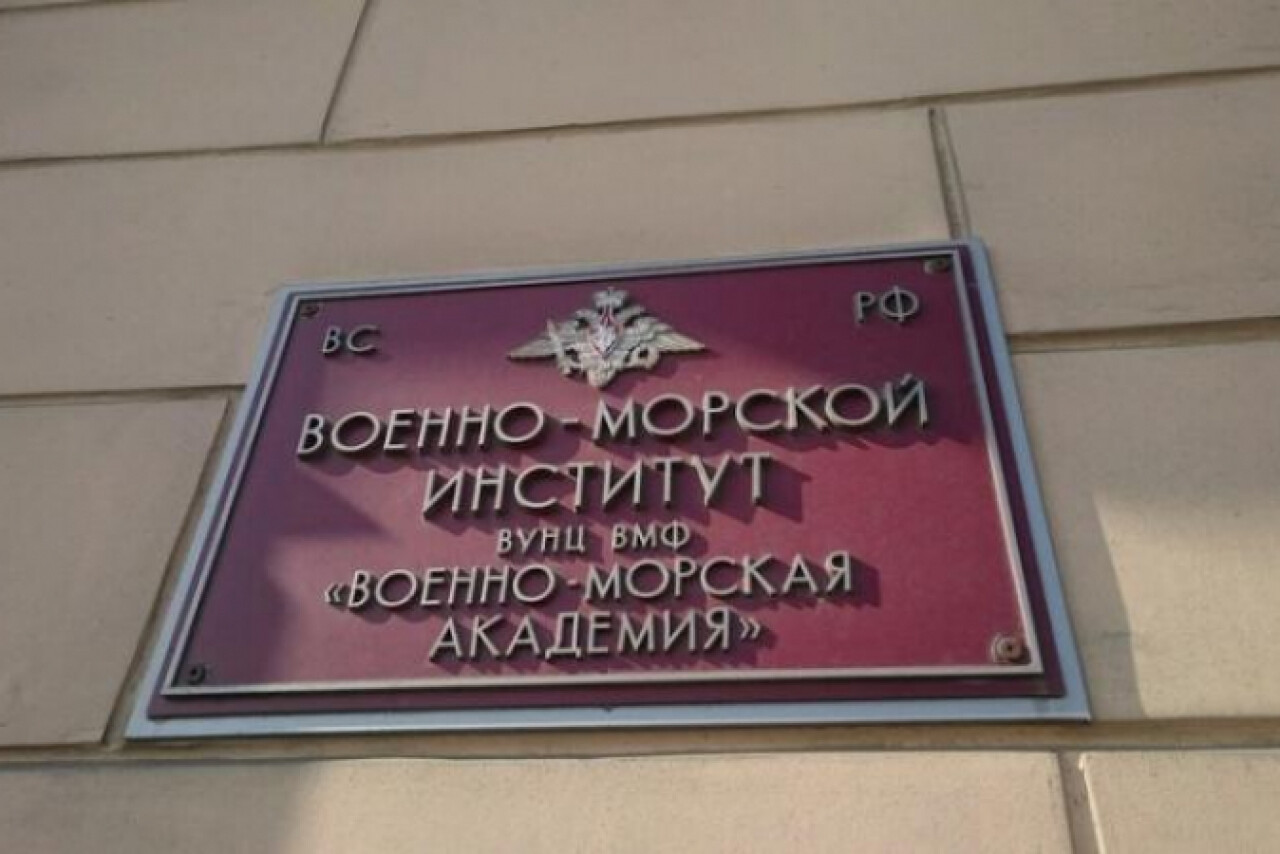 ВС РФ
ВОЕННО-МОРСКОЙ
ИНСТИТУТ
ВУНЦ ВМФ
«ВОЕННО-МОРСКАЯ
АКАДЕМИЯ»